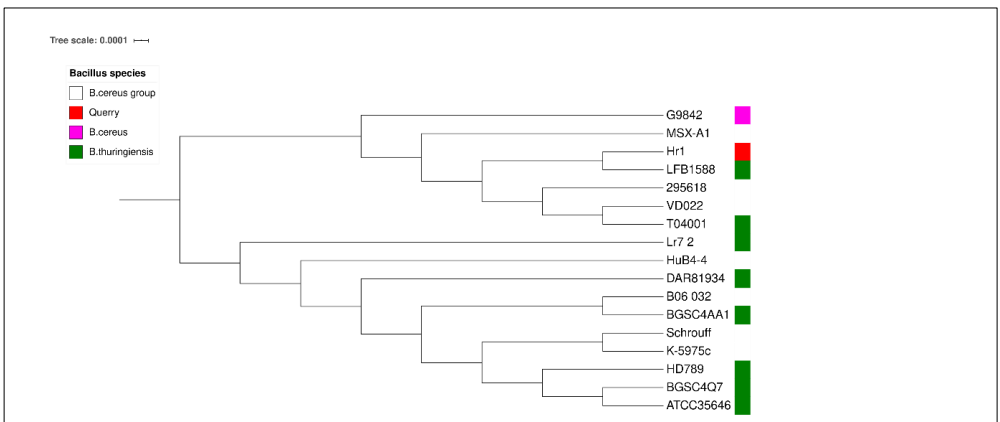 Tree scale: 0.0001
Bacillus species
B.cereus group
Querry
B.cereus
B.thuringiensis
G9842
MSX-A1
Hr1
LFB1588
295618
VD022
T04001
Lr7 2
HuB4-4
DAR81934
B06 032
BGSC4AA1
Schrouff
K-5975c
HD789
BGSC4Q7
ATCC35646